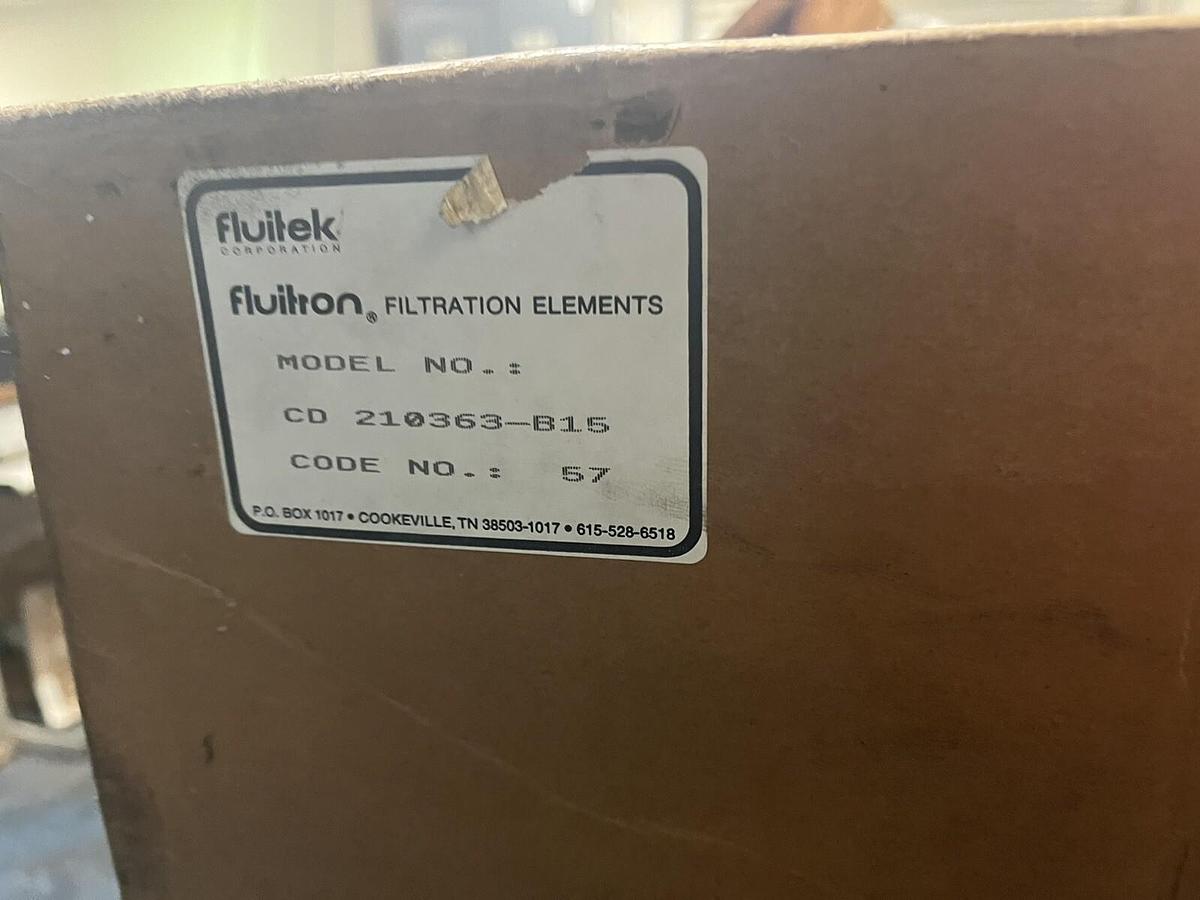 fluitek
CORPORATION
fluitron® FILTRATION ELEMENTS
MODEL NO.:
CD 210363-B15
CODE NO.: 57
P.O. BOX 1017 • COOKEVILLE, TN 38503-1017 • 615-528-6518